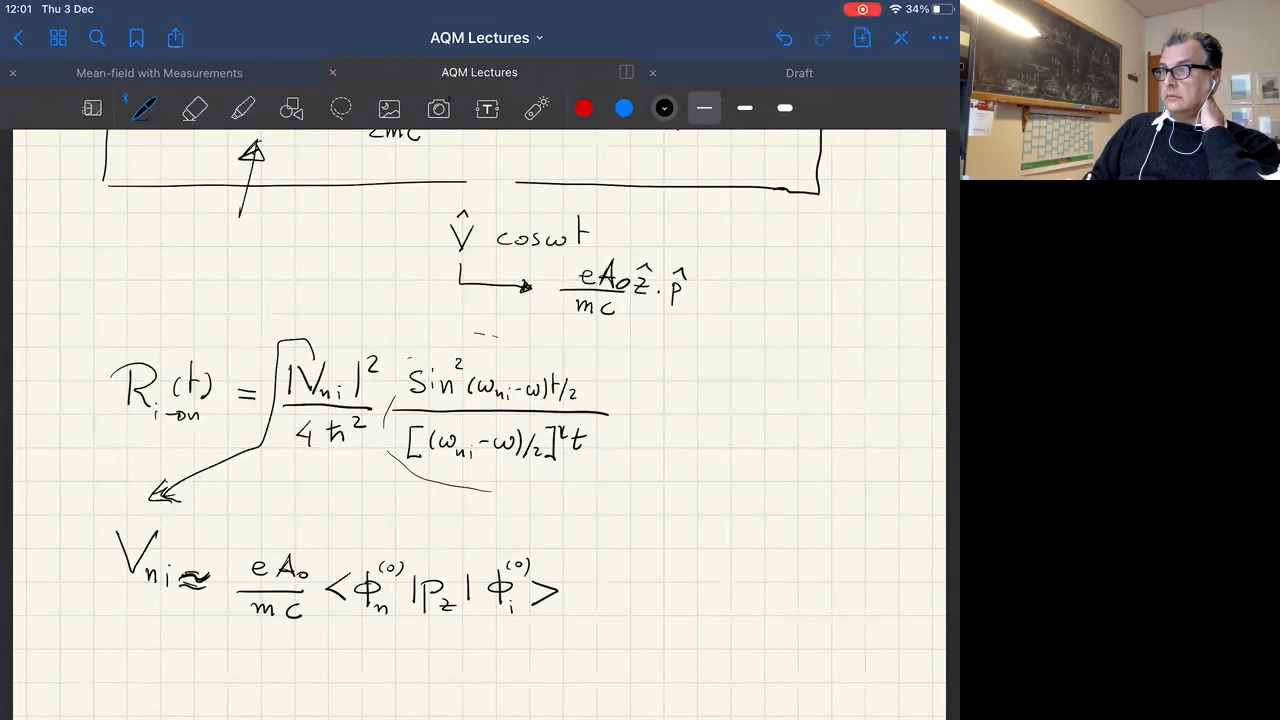 12:01 Thu 3 Dec 34%
AQM Lectures
Mean-field with Measurements AQM Lectures Draft
2mc
V̂ cosωt
eA₀/mc ẑ · p̂
R_{i→n}(t) = |V_{ni}|²/4ħ² sin²(ω_{ni}-ω)t/2 / [(ω_{ni}-ω)/2]²t
V_{ni} ≈ eA₀/mc <ϕ_n^{(0)}|p_z|ϕ_i^{(0)}>